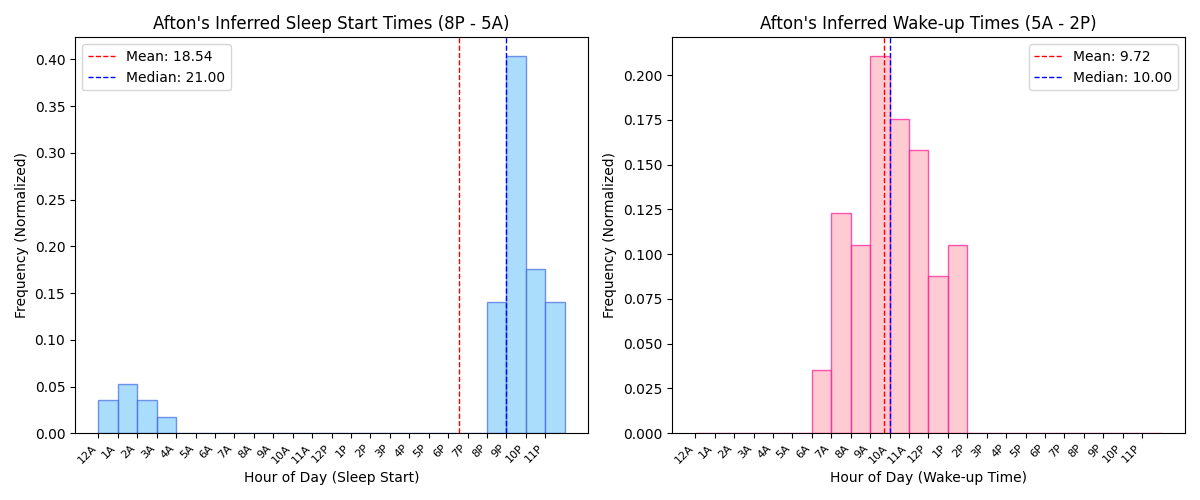 Afton's Inferred Sleep Start Times (8P - 5A)
Mean: 18.54
Median: 21.00
Frequency (Normalized)
0.40
0.35
0.30
0.25
0.20
0.15
0.10
0.05
0.00
12A 1A 2A 3A 4A 5A 6A 7A 8A 9A 10A 11A 12P 1P 2P 3P 4P 5P 6P 7P 8P 9P 10P 11P
Hour of Day (Sleep Start)
Afton's Inferred Wake-up Times (5A - 2P)
Mean: 9.72
Median: 10.00
Frequency (Normalized)
0.200
0.175
0.150
0.125
0.100
0.075
0.050
0.025
0.000
12A 1A 2A 3A 4A 5A 6A 7A 8A 9A 10A 11A 12P 1P 2P 3P 4P 5P 6P 7P 8P 9P 10P 11P
Hour of Day (Wake-up Time)